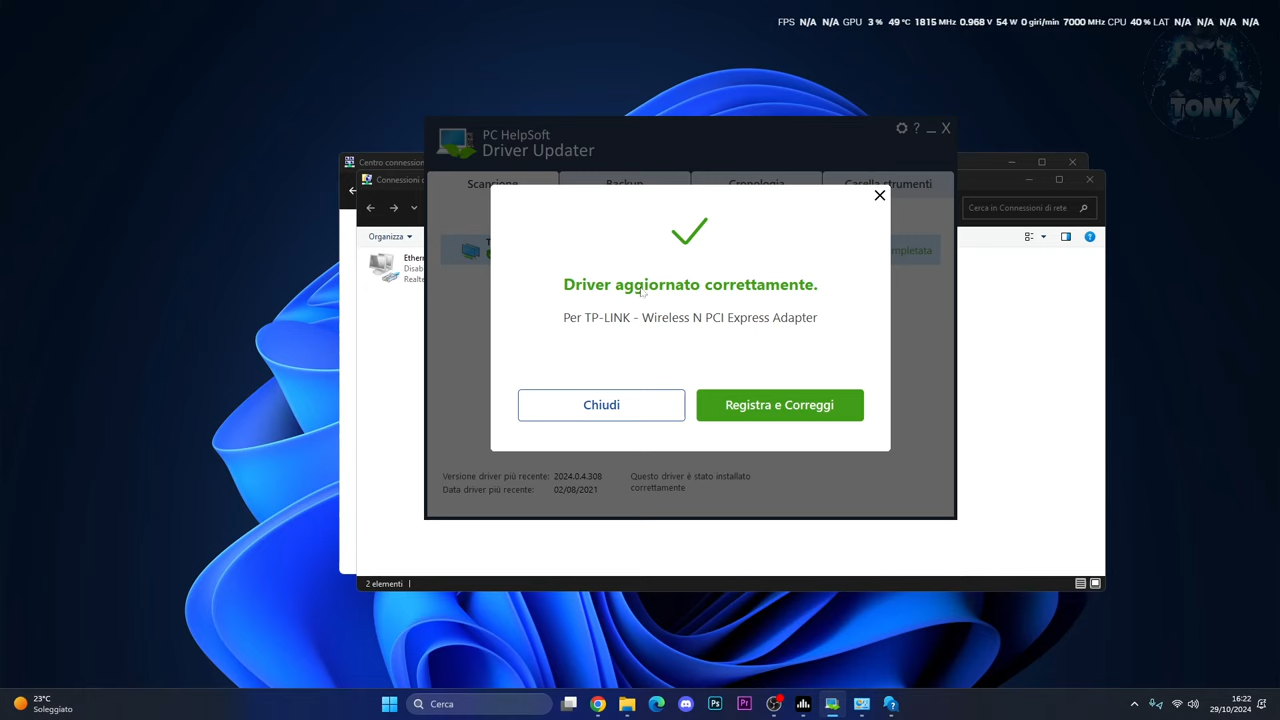 FPS N/A N/A GPU 3 % 49 °C 1815 MHz 0.968 V 54 W 0 giri/min 7000 MHz CPU 40 % LAT N/A N/A N/A N/A
TONY
PC HelpSoft
Driver Updater
? _ X
Centro connession
Connessioni d
Scansione
Backup
Cronologia
Casella strumenti
Cerca in Connessioni di rete
Organizza
Ethern
Disab
Realte
mpletata
Driver aggiornato correttamente.
Per TP-LINK - Wireless N PCI Express Adapter
Chiudi
Registra e Correggi
Versione driver più recente: 2024.0.4.308
Data driver più recente: 02/08/2021
Questo driver è stato installato
correttamente
2 elementi
23°C
Soleggiato
Cerca
Ps
Pr
16:22
29/10/2024